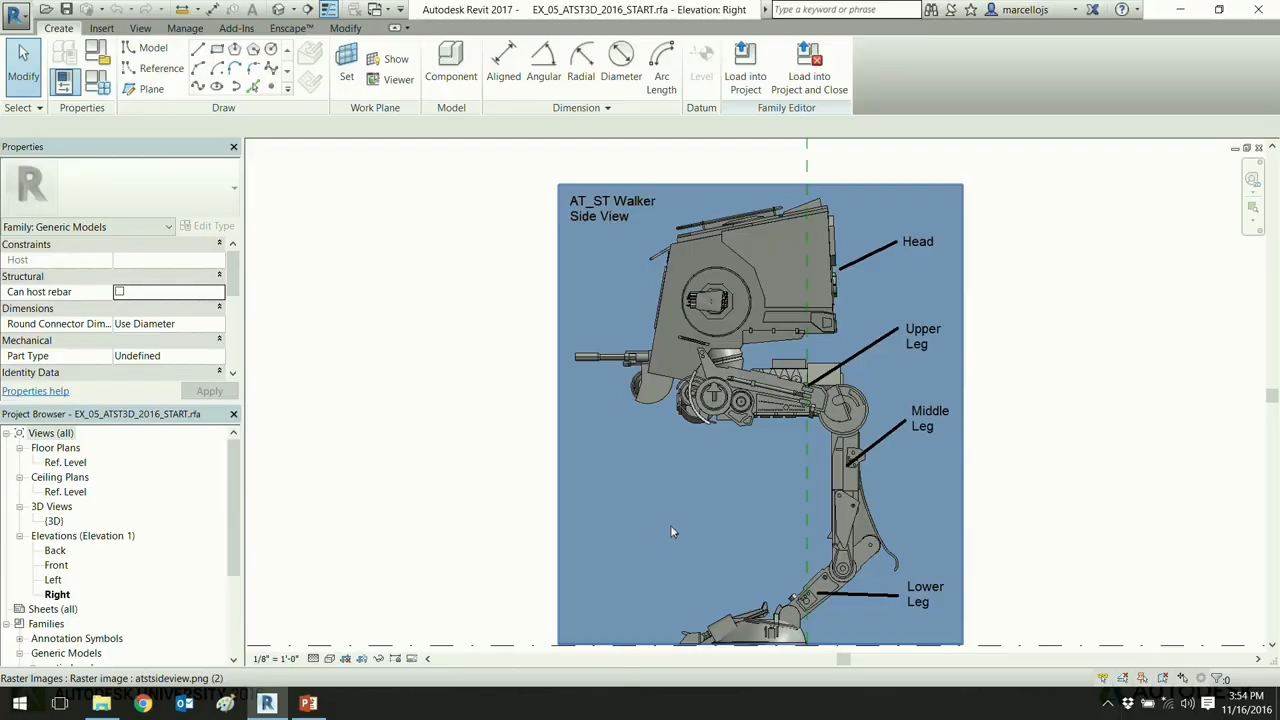 Autodesk Revit 2017 - EX_05_ATST3D_2016_START.rfa - Elevation: Right
Type a keyword or phrase
marcellojs
Create Insert View Manage Add-Ins Enscape™ Modify
Modify
Model
Reference
Plane
Set
Show
Viewer
Component
Aligned Angular Radial Diameter Arc
Length
Level
Load into
Project
Load into
Project and Close
Select Properties Draw Work Plane Model Dimension Datum Family Editor
Properties
R
Family: Generic Models
Edit Type
Constraints
Host
Structural
Can host rebar
Dimensions
Round Connector Dim... Use Diameter
Mechanical
Part Type Undefined
Identity Data
Properties help
Apply
Project Browser - EX_05_ATST3D_2016_START.rfa
Views (all)
Floor Plans
Ref. Level
Ceiling Plans
Ref. Level
3D Views
{3D}
Elevations (Elevation 1)
Back
Front
Left
Right
Sheets (all)
Families
Annotation Symbols
Generic Models
AT_ST Walker
Side View
Head
Upper
Leg
Middle
Leg
Lower
Leg
1/8" = 1'-0"
Raster Images : Raster image : atstsideview.png (2)
:0
AUTODESK UNIVERSITY
3:54 PM
11/16/2016